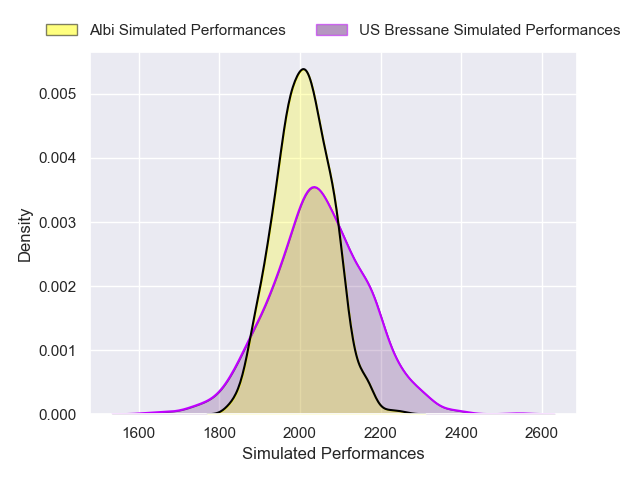 Albi Simulated Performances US Bressane Simulated Performances
0.005
0.004
0.003
0.002
0.001
0.000
Density
1600 1800 2000 2200 2400 2600
Simulated Performances